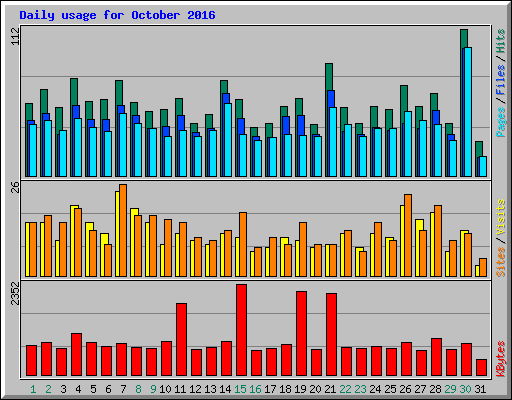 Daily usage for October 2016
112
Pages / Files / Hits
26
Sites / Visits
2352
KBytes
1 2 3 4 5 6 7 8 9 10 11 12 13 14 15 16 17 18 19 20 21 22 23 24 25 26 27 28 29 30 31